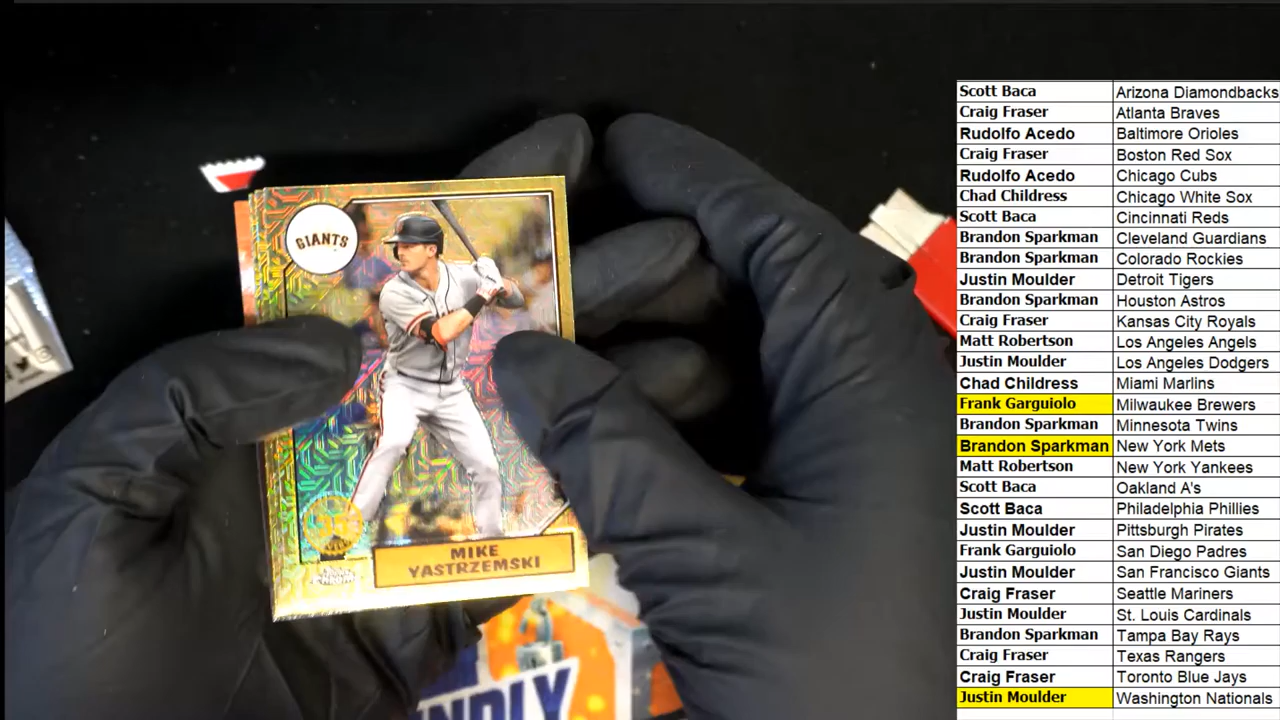 GIANTS
MIKE
YASTRZEMSKI
35
NDLY
Scott Baca Arizona Diamondbacks
Craig Fraser Atlanta Braves
Rudolfo Acedo Baltimore Orioles
Craig Fraser Boston Red Sox
Rudolfo Acedo Chicago Cubs
Chad Childress Chicago White Sox
Scott Baca Cincinnati Reds
Brandon Sparkman Cleveland Guardians
Brandon Sparkman Colorado Rockies
Justin Moulder Detroit Tigers
Brandon Sparkman Houston Astros
Craig Fraser Kansas City Royals
Matt Robertson Los Angeles Angels
Justin Moulder Los Angeles Dodgers
Chad Childress Miami Marlins
Frank Garguiolo Milwaukee Brewers
Brandon Sparkman Minnesota Twins
Brandon Sparkman New York Mets
Matt Robertson New York Yankees
Scott Baca Oakland A's
Scott Baca Philadelphia Phillies
Justin Moulder Pittsburgh Pirates
Frank Garguiolo San Diego Padres
Justin Moulder San Francisco Giants
Craig Fraser Seattle Mariners
Justin Moulder St. Louis Cardinals
Brandon Sparkman Tampa Bay Rays
Craig Fraser Texas Rangers
Craig Fraser Toronto Blue Jays
Justin Moulder Washington Nationals